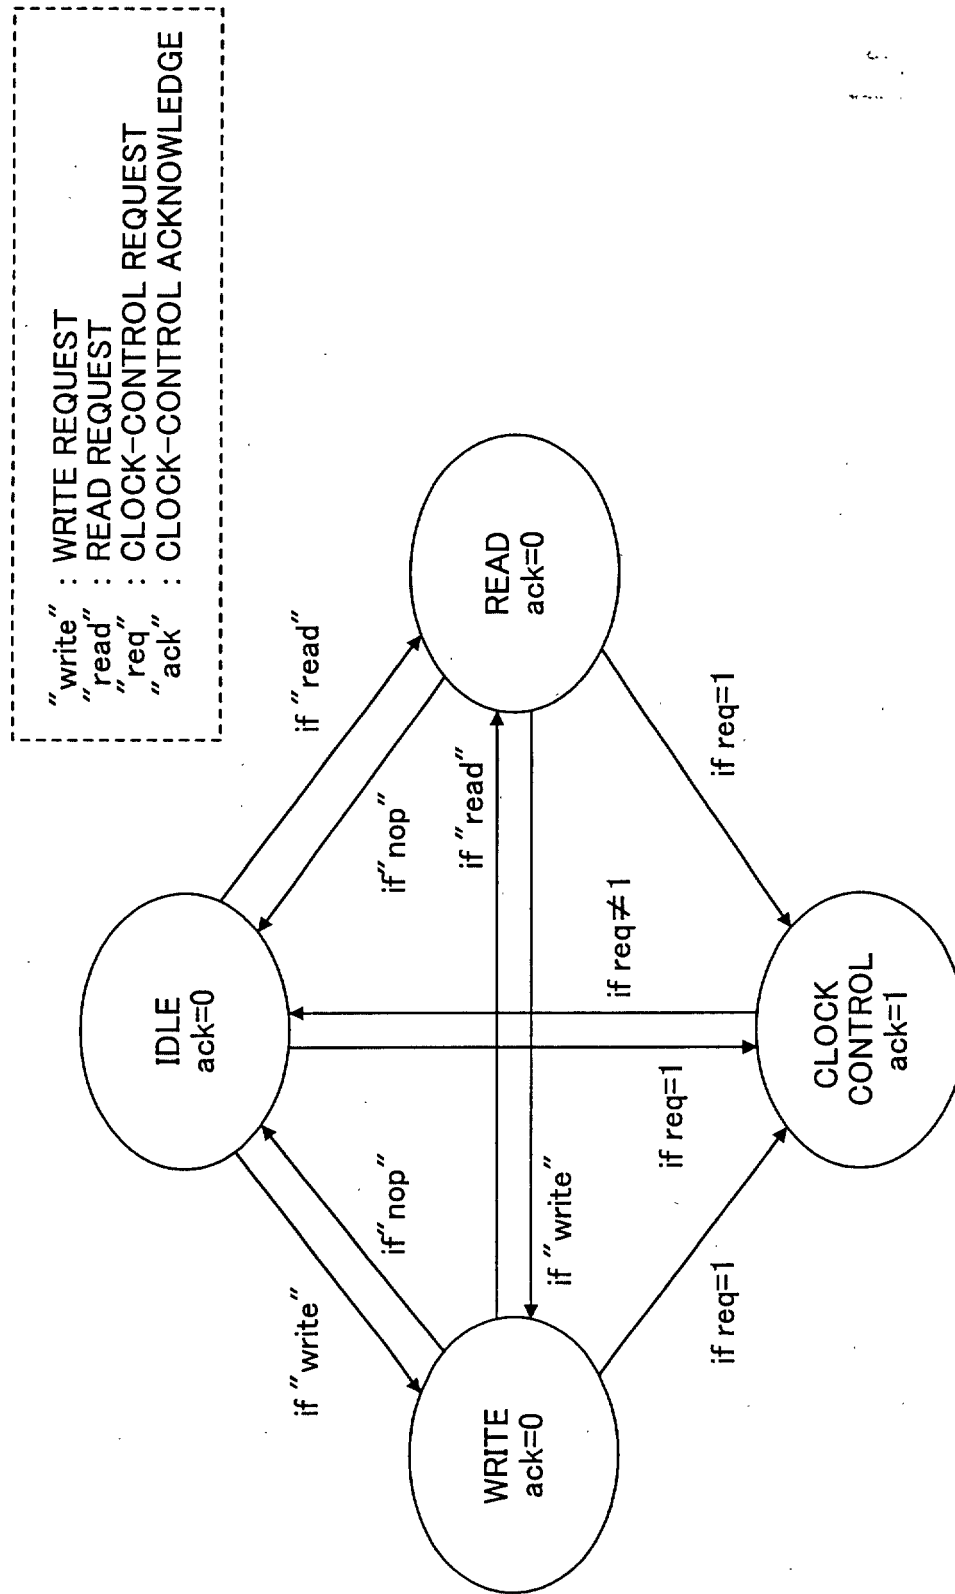 "write" : WRITE REQUEST
"read" : READ REQUEST
"req" : CLOCK-CONTROL REQUEST
"ack" : CLOCK-CONTROL ACKNOWLEDGE
IDLE
ack=0
if "write"
if "read"
if"nop"
if"nop"
WRITE
ack=0
if "read"
if "write"
READ
ack=0
if req=1
if req=1
if req≠1
if req=1
CLOCK
CONTROL
ack=1